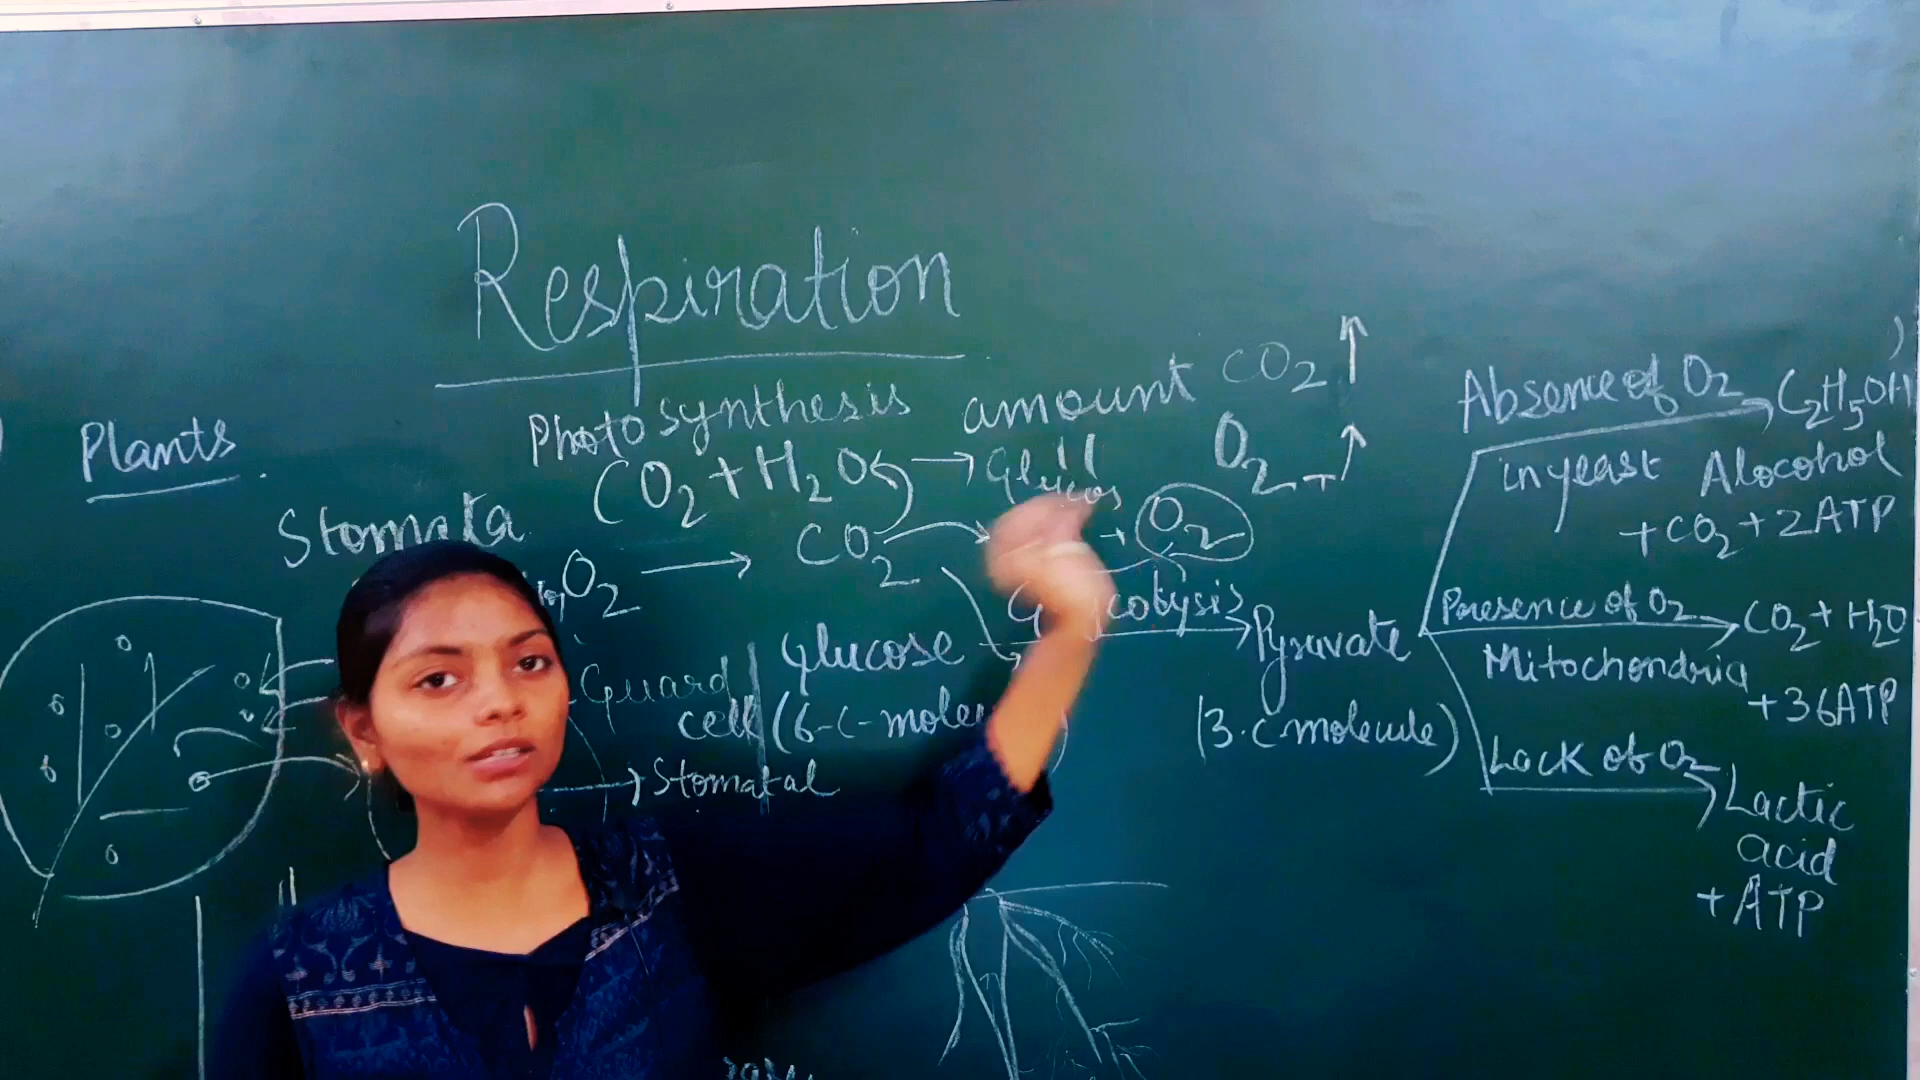 Respiration
Plants
Photosynthesis amount CO2 ↑
O2 ↑
CO2 + H2O → Glucos
+ O2
Stomata
O2 → CO2
Guard
cell
→ Stomatal
Glucose
(6-C-mole
colysis → Pyruvate
(3.C molecule)
Absence of O2 → C2H5OH
in yeast Alocohol
+ CO2 + 2ATP
Presence of O2 → CO2 + H2O
Mitochondria
+ 36ATP
Lack of O2 → Lactic
acid
+ ATP